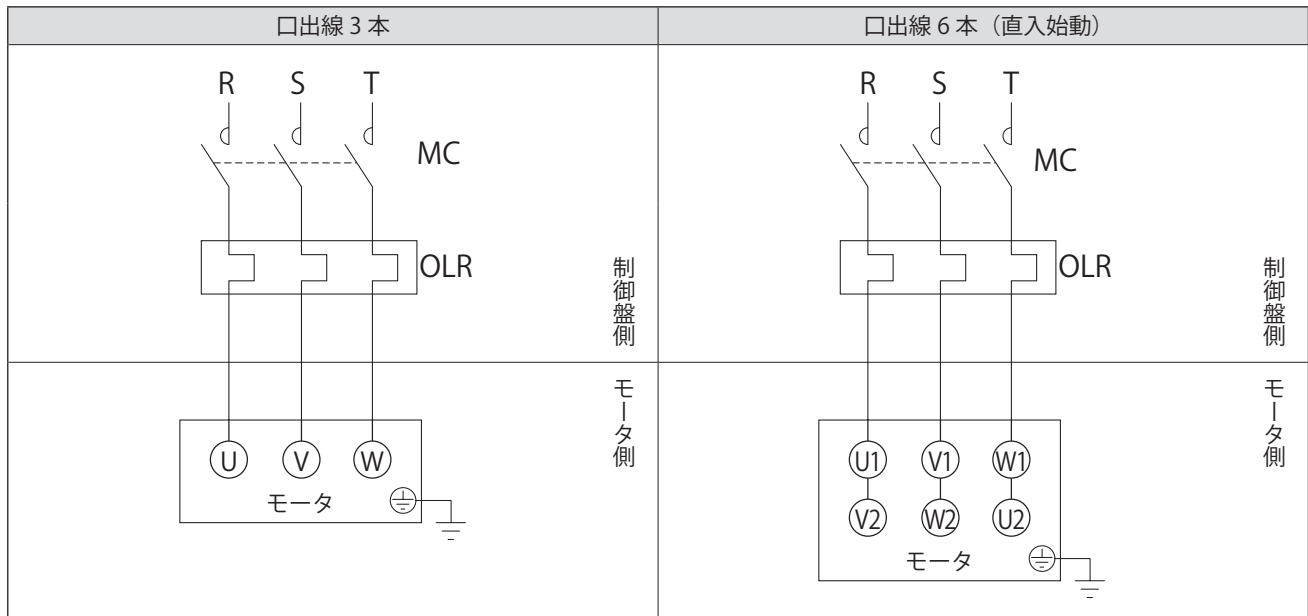 口出線 3 本
R S T
MC
OLR
制御盤側
モータ側
U V W
モータ
口出線 6 本（直入始動）
R S T
MC
OLR
制御盤側
モータ側
U1 V1 W1
V2 W2 U2
モータ